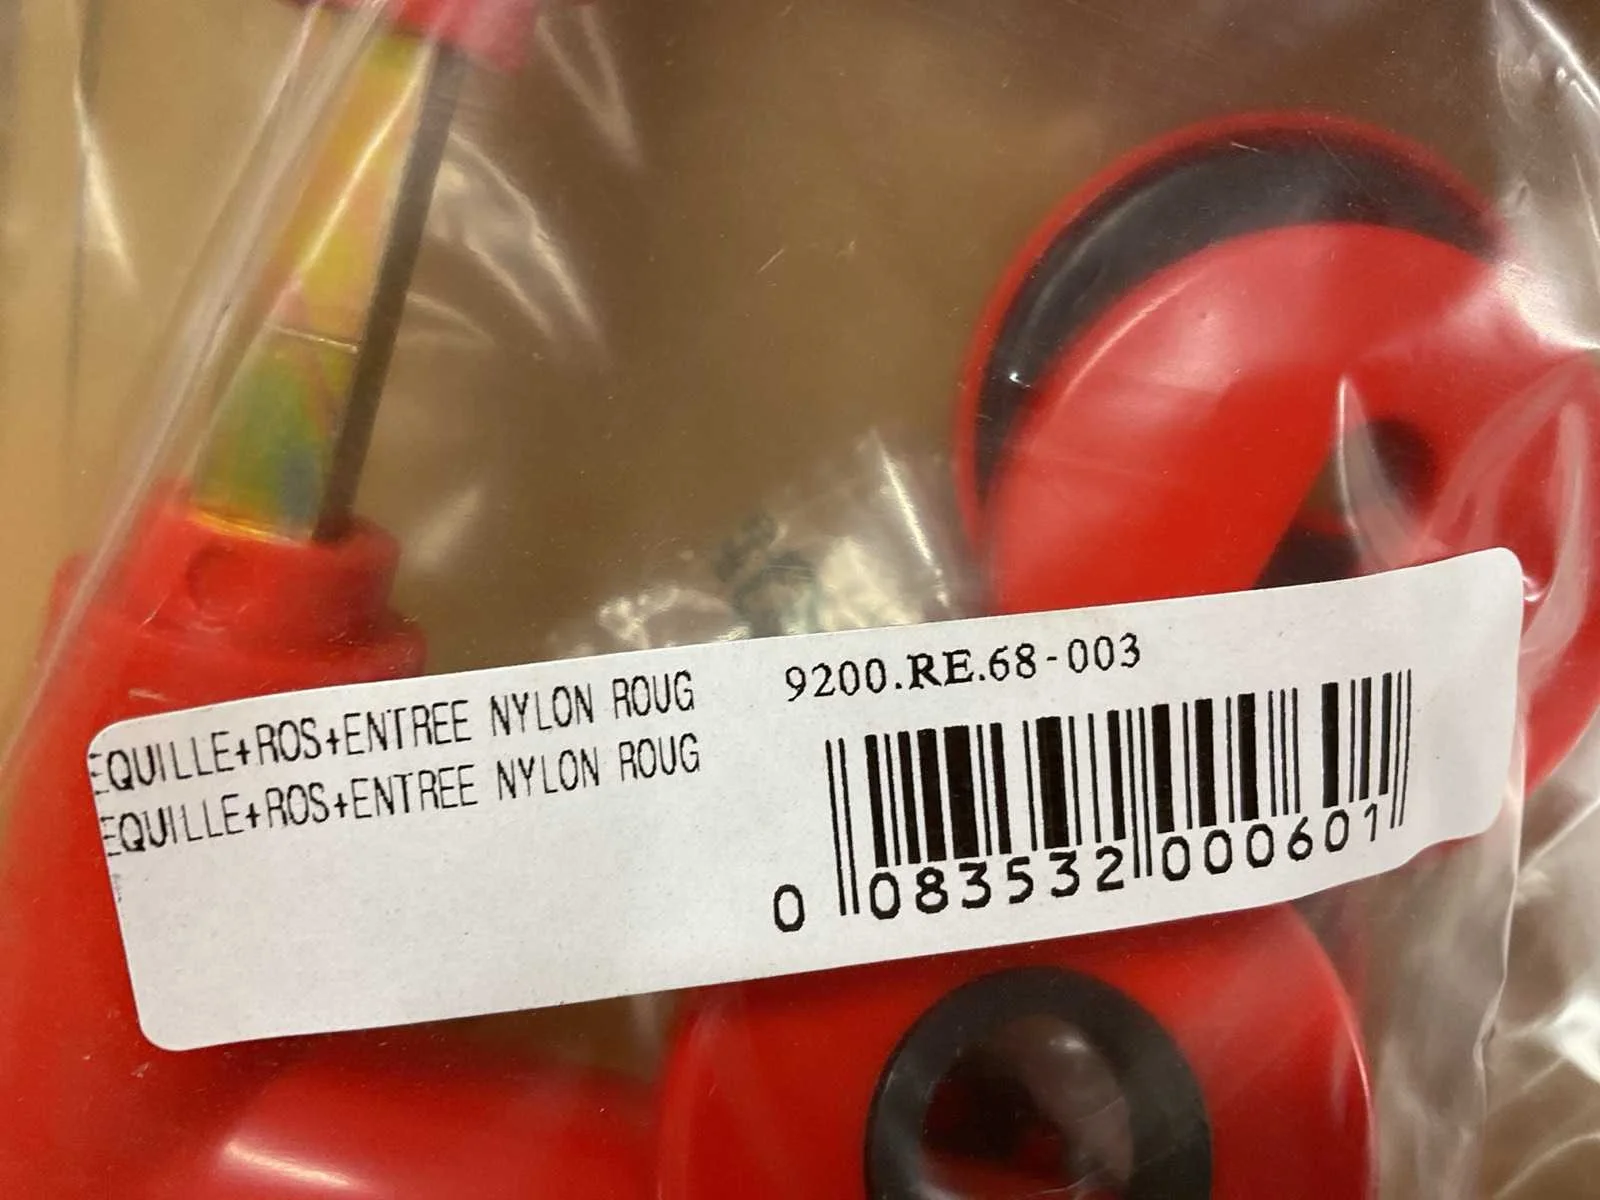 EQUILLE+ROS+ENTREE NYLON ROUG
EQUILLE+ROS+ENTREE NYLON ROUG
9200.RE.68-003
0 083532 000601